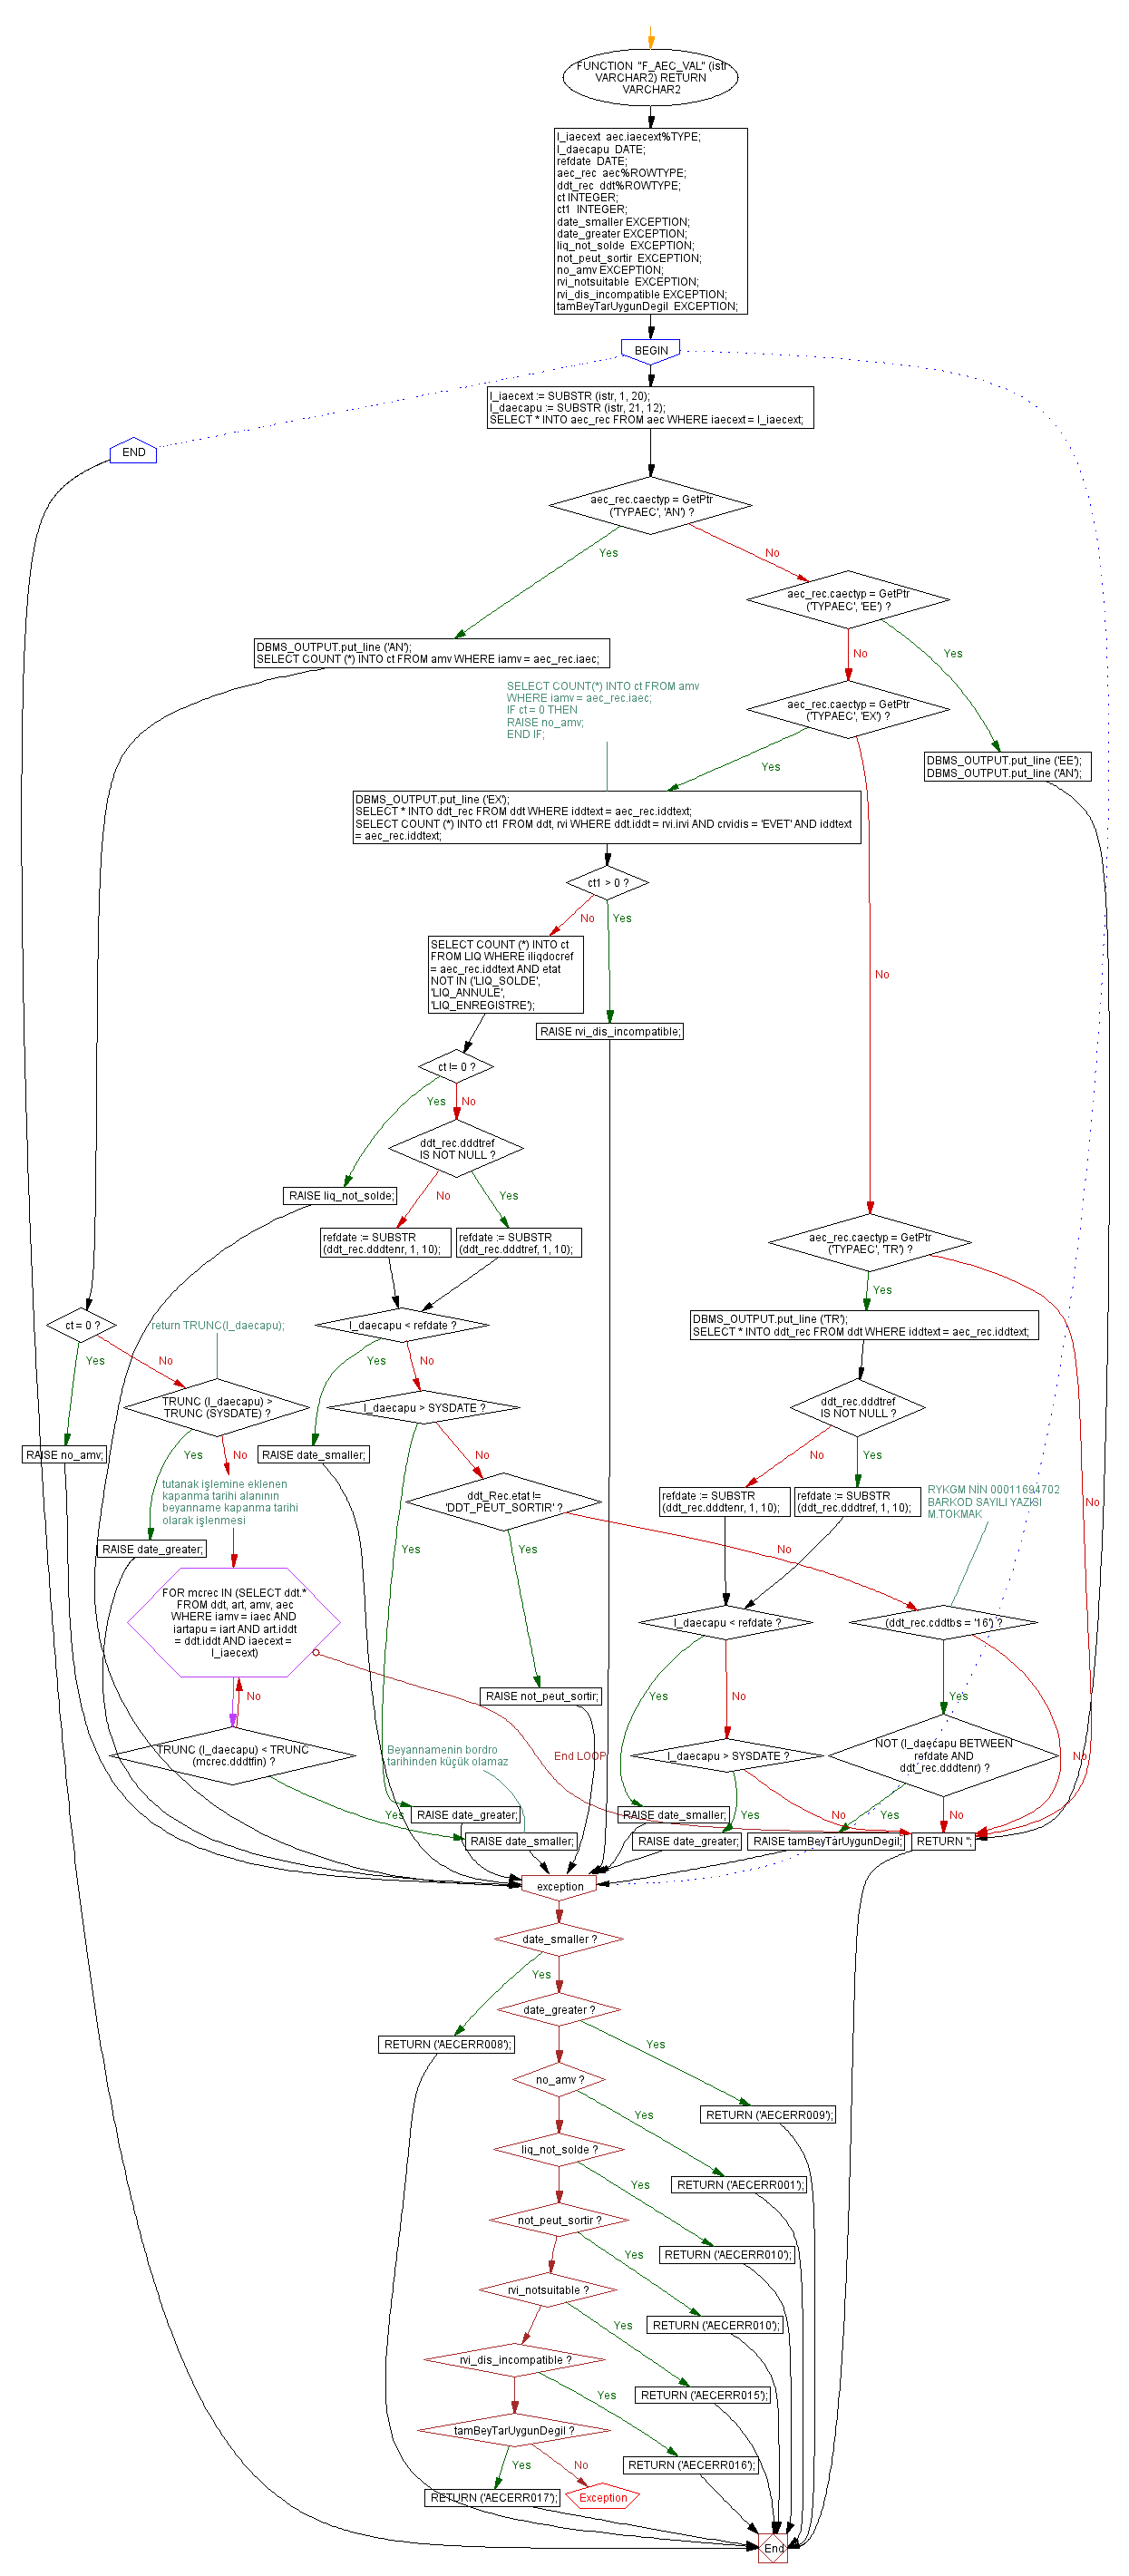 FUNCTION "F_AEC_VAL" (istr
VARCHAR2) RETURN
VARCHAR2
l_iaecext  aec.iaecext%TYPE;
l_daecapu  DATE;
refdate  DATE;
aec_rec  aec%ROWTYPE;
ddt_rec  ddt%ROWTYPE;
ct INTEGER;
ct1  INTEGER;
date_smaller EXCEPTION;
date_greater EXCEPTION;
liq_not_solde  EXCEPTION;
not_peut_sortir  EXCEPTION;
no_amv EXCEPTION;
rvi_notsuitable  EXCEPTION;
rvi_dis_incompatible EXCEPTION;
tamBeyTarUygunDegil  EXCEPTION;
BEGIN
l_iaecext := SUBSTR (istr, 1, 20);
l_daecapu := SUBSTR (istr, 21, 12);
SELECT * INTO aec_rec FROM aec WHERE iaecext = l_iaecext;
END
aec_rec.caectyp = GetPtr
('TYPAEC', 'AN') ?
Yes
No
aec_rec.caectyp = GetPtr
('TYPAEC', 'EE') ?
DBMS_OUTPUT.put_line ('AN');
SELECT COUNT (*) INTO ct FROM amv WHERE iamv = aec_rec.iaec;
No
Yes
SELECT COUNT(*) INTO ct FROM amv
WHERE iamv = aec_rec.iaec;
IF ct = 0 THEN
RAISE no_amv;
END IF;
aec_rec.caectyp = GetPtr
('TYPAEC', 'EX') ?
Yes
DBMS_OUTPUT.put_line ('EE');
DBMS_OUTPUT.put_line ('AN');
DBMS_OUTPUT.put_line ('EX');
SELECT * INTO ddt_rec FROM ddt WHERE iddtext = aec_rec.iddtext;
SELECT COUNT (*) INTO ct1 FROM ddt, rvi WHERE ddt.iddt = rvi.irvi AND crvidis = 'EVET' AND iddtext
= aec_rec.iddtext;
ct1 > 0 ?
No
Yes
SELECT COUNT (*) INTO ct
FROM LIQ WHERE iliqdocref
= aec_rec.iddtext AND etat
NOT IN ('LIQ_SOLDE',
'LIQ_ANNULE',
'LIQ_ENREGISTRE');
No
RAISE rvi_dis_incompatible;
ct != 0 ?
Yes
No
ddt_rec.dddtref
IS NOT NULL ?
RAISE liq_not_solde;
No
Yes
refdate := SUBSTR
(ddt_rec.dddtenr, 1, 10);
refdate := SUBSTR
(ddt_rec.dddtref, 1, 10);
aec_rec.caectyp = GetPtr
('TYPAEC', 'TR') ?
Yes
ct = 0 ?
return TRUNC(l_daecapu);
l_daecapu < refdate ?
DBMS_OUTPUT.put_line ('TR');
SELECT * INTO ddt_rec FROM ddt WHERE iddtext = aec_rec.iddtext;
Yes
No
Yes
No
TRUNC (l_daecapu) >
TRUNC (SYSDATE) ?
l_daecapu > SYSDATE ?
ddt_rec.dddtref
IS NOT NULL ?
RAISE no_amv;
Yes
No
RAISE date_smaller;
No
No
Yes
tutanak işlemine eklenen
kapanma tarihi alanının
beyanname kapanma tarihi
olarak işlenmesi
ddt_Rec.etat !=
'DDT_PEUT_SORTIR' ?
refdate := SUBSTR
(ddt_rec.dddtenr, 1, 10);
refdate := SUBSTR
(ddt_rec.dddtref, 1, 10);
RYKGM NİN 00011694702
BARKOD SAYILI YAZISI
M.TOKMAK
No
RAISE date_greater;
Yes
Yes
No
FOR mcrec IN (SELECT ddt.*
FROM ddt, art, amv, aec
WHERE iamv = iaec AND
iartapu = iart AND art.iddt
= ddt.iddt AND iaecext =
l_iaecext)
l_daecapu < refdate ?
(ddt_rec.cddtbs = '16') ?
No
RAISE not_peut_sortir;
Yes
No
Yes
TRUNC (l_daecapu) < TRUNC
(mcrec.dddtfin) ?
Beyannamenin bordro
tarihinden küçük olamaz
End LOOP
l_daecapu > SYSDATE ?
NOT (l_daecapu BETWEEN
refdate AND
ddt_rec.dddtenr) ?
No
Yes
RAISE date_greater;
RAISE date_smaller;
Yes
No
Yes
No
RAISE date_smaller;
RAISE date_greater;
RAISE tamBeyTarUygunDegil;
RETURN '';
exception
date_smaller ?
Yes
date_greater ?
RETURN ('AECERR008');
Yes
no_amv ?
RETURN ('AECERR009');
Yes
liq_not_solde ?
RETURN ('AECERR001');
Yes
not_peut_sortir ?
RETURN ('AECERR010');
Yes
rvi_notsuitable ?
RETURN ('AECERR010');
Yes
rvi_dis_incompatible ?
RETURN ('AECERR015');
Yes
tamBeyTarUygunDegil ?
Yes
No
RETURN ('AECERR016');
RETURN ('AECERR017');
Exception
End